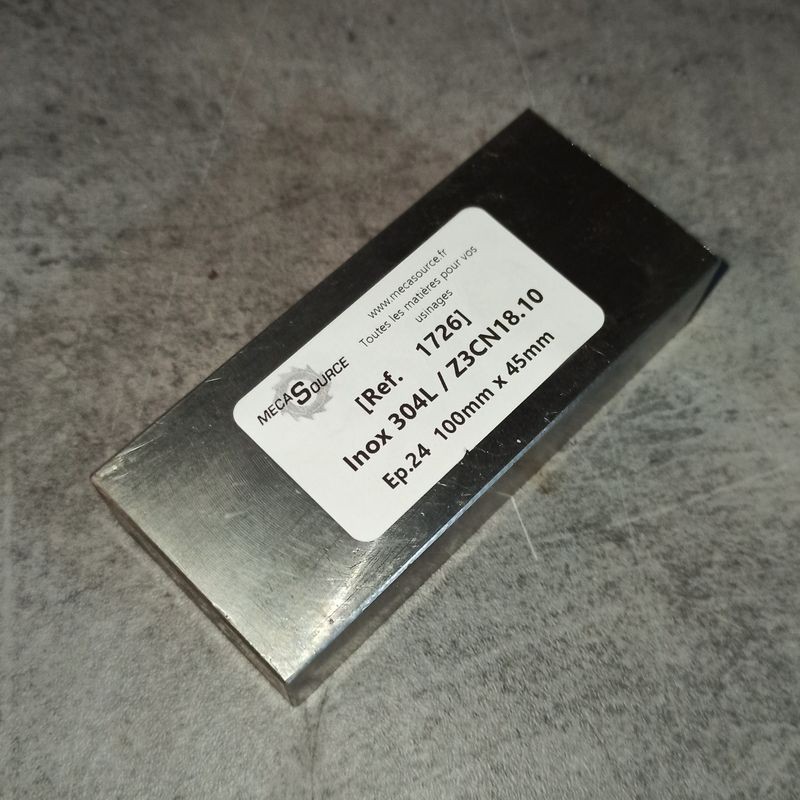 MECASOURCE
www.mecasource.fr
Toutes les matières pour vos
usinages
[Ref. 1726]
Inox 304L / Z3CN18.10
Ep.24 100mm x 45mm